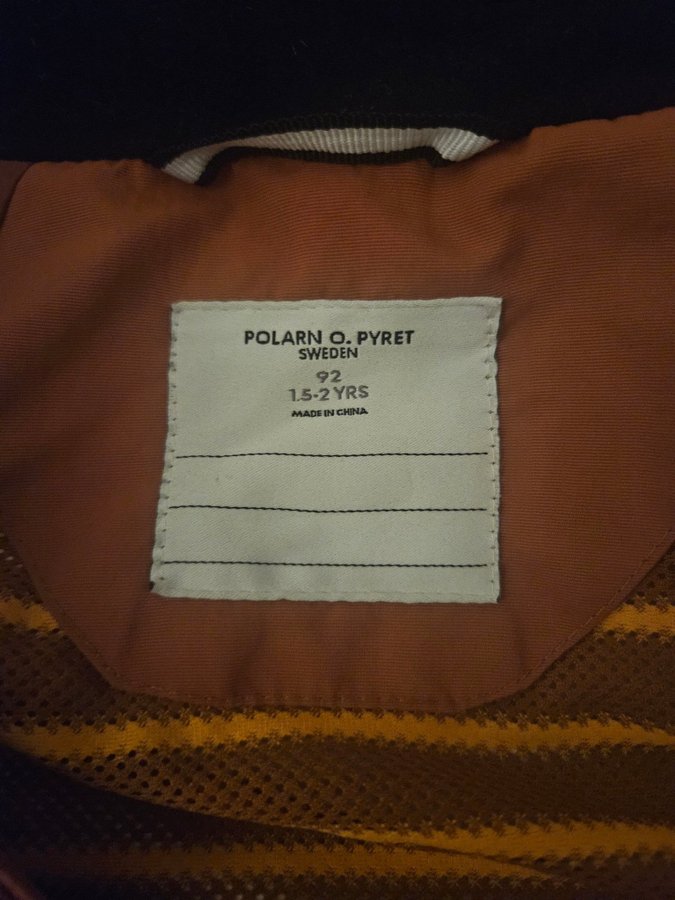 POLARN O. PYRET
SWEDEN
92
1.5-2 YRS
MADE IN CHINA